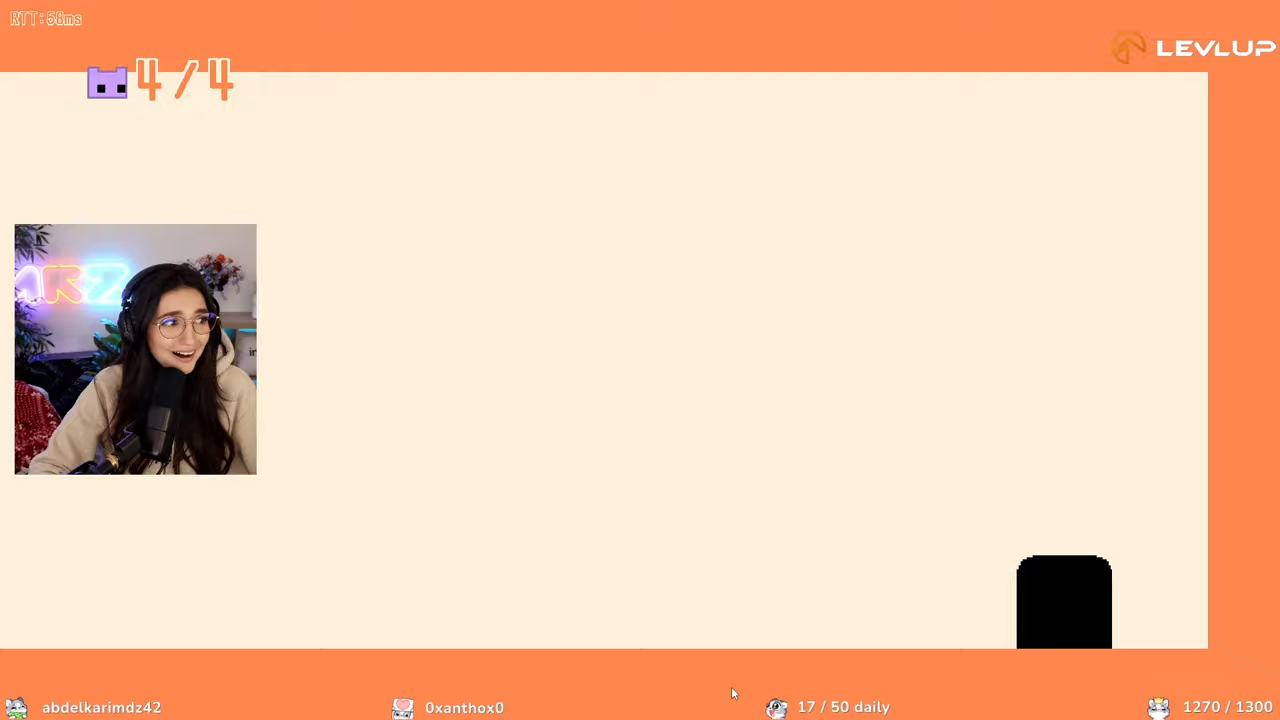 RTT:58ms
LEVLUP
4/4
abdelkarimdz42
0xanthox0
17 / 50 daily
1270 / 1300